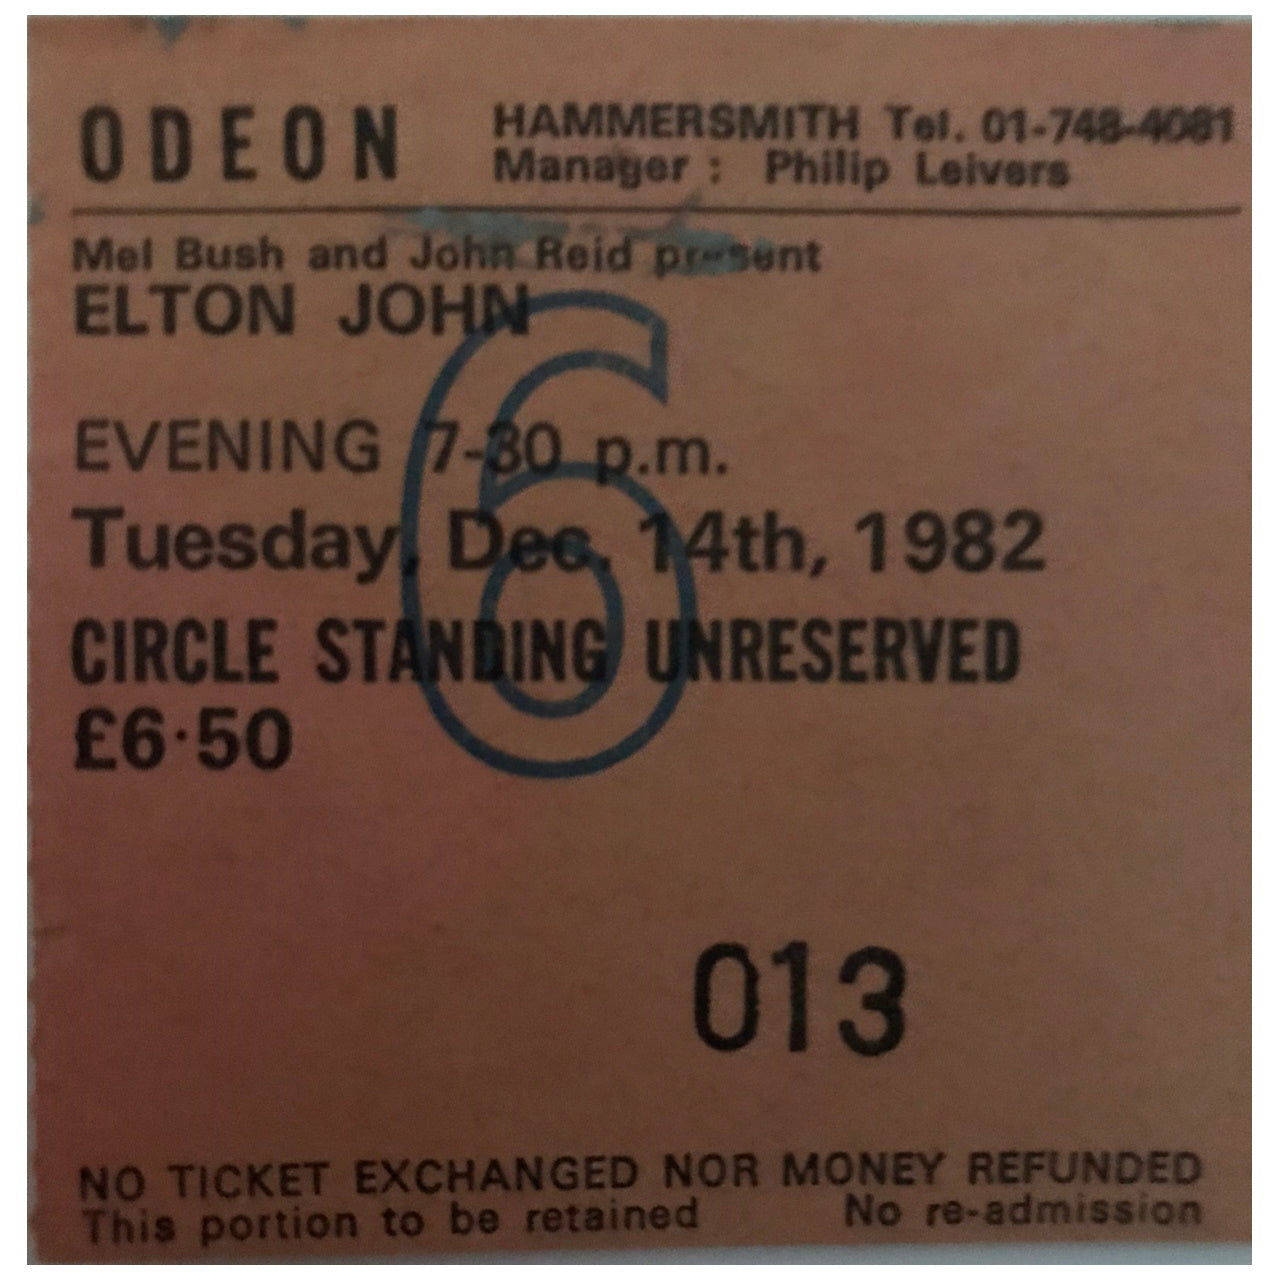 ODEON HAMMERSMITH Tel. 01-748-4081
Manager : Philip Leivers
Mel Bush and John Reid present
ELTON JOHN
6
EVENING 7-30 p.m.
Tuesday, Dec. 14th, 1982
CIRCLE STANDING UNRESERVED
£6·50
013
NO TICKET EXCHANGED NOR MONEY REFUNDED
This portion to be retained No re-admission